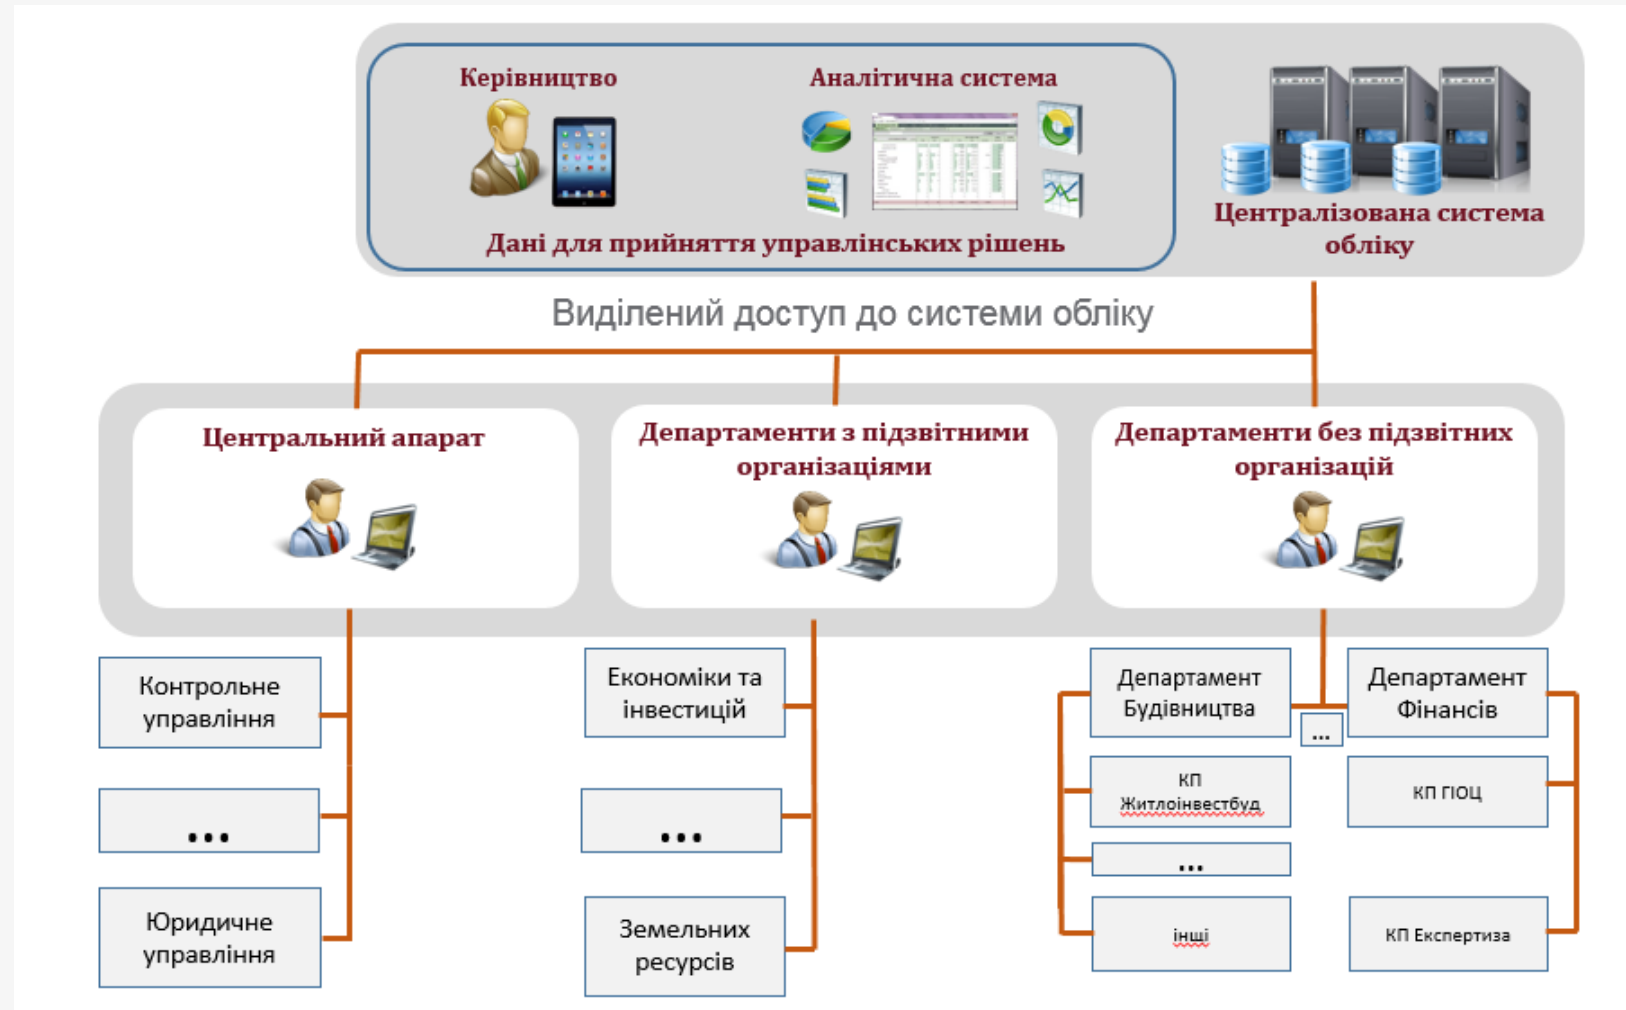 Керівництво
Аналітична система
Дані для прийняття управлінських рішень
Централізована система
обліку
Виділений доступ до системи обліку
Центральний апарат
Департаменти з підзвітними
організаціями
Департаменти без підзвітних
організацій
Контрольне
управління
...
Юридичне
управління
Економіки та
інвестицій
...
Земельних
ресурсів
Департамент
Будівництва
...
Департамент
Фінансів
КП
Житлоінвестбуд
...
інщі
КП ГІОЦ
КП Експертиза